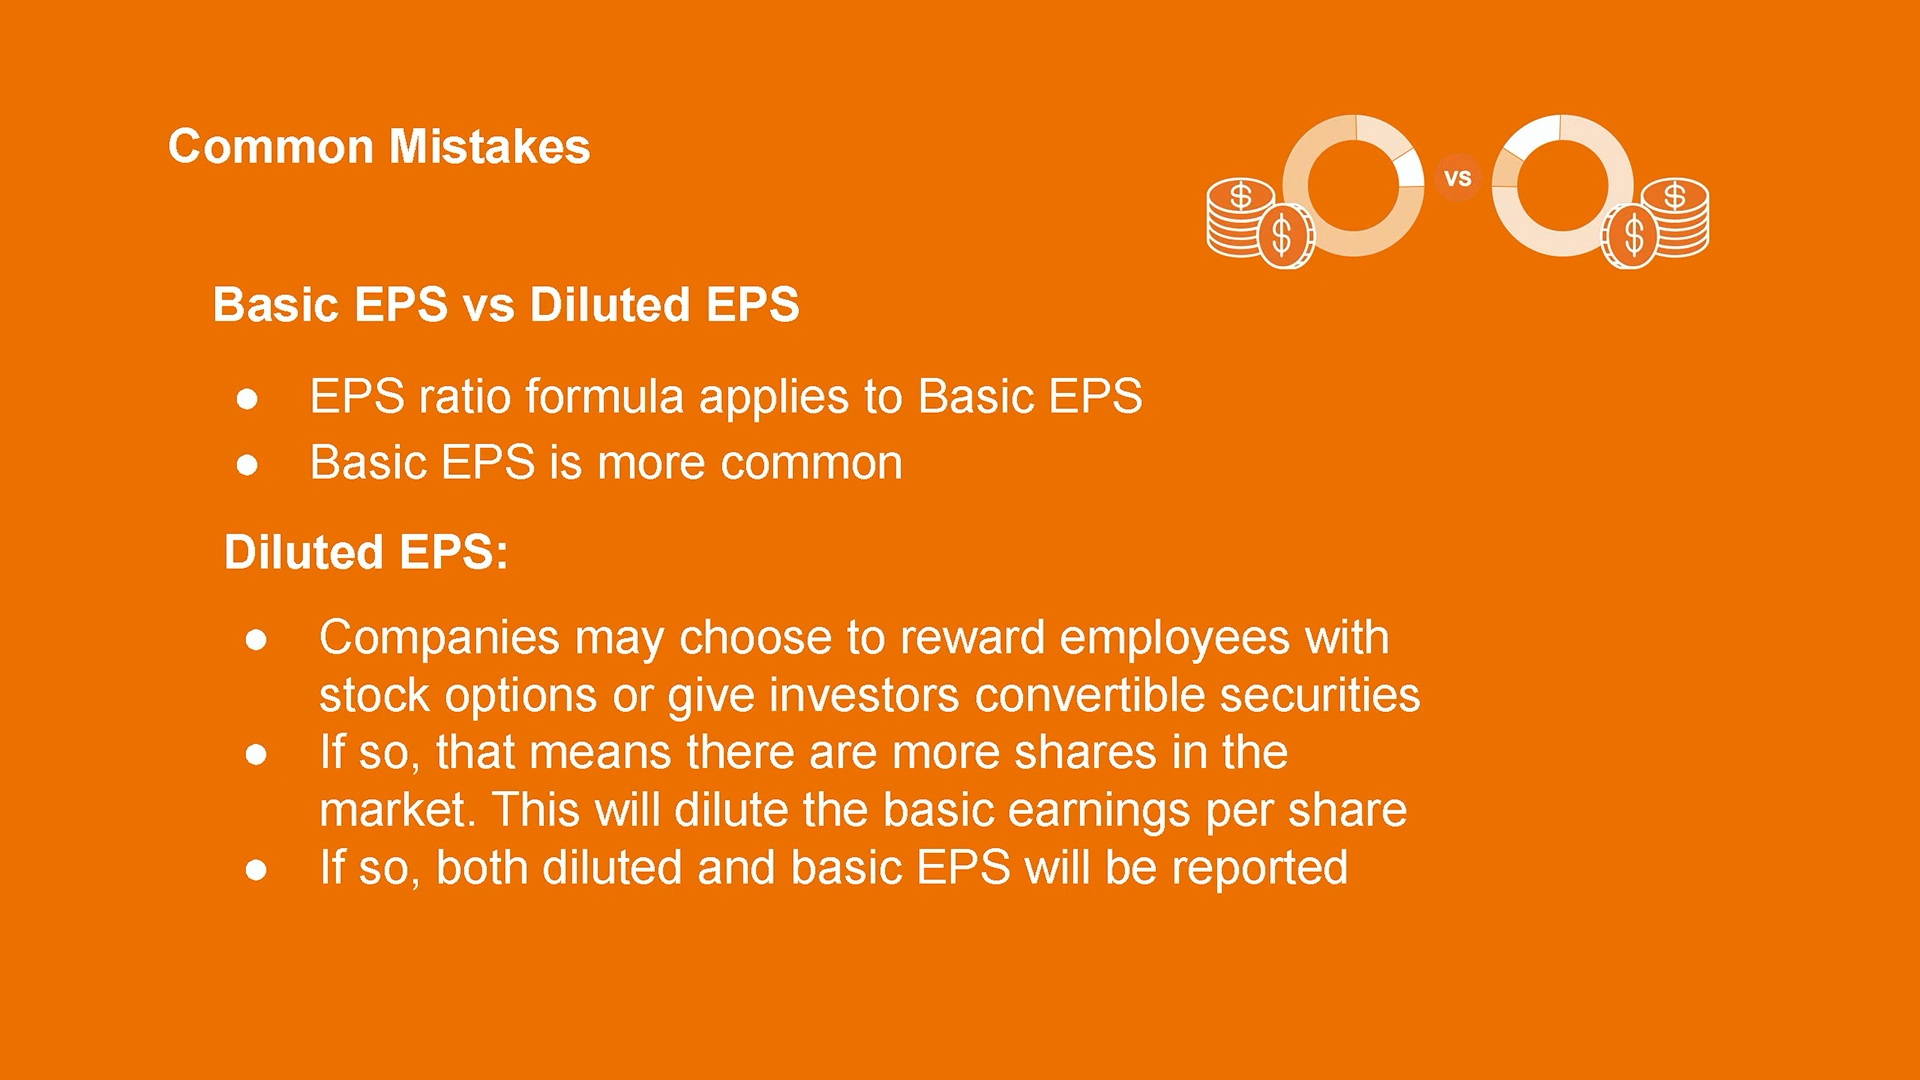 Common Mistakes
VS
$ $ $ $
Basic EPS vs Diluted EPS
● EPS ratio formula applies to Basic EPS
● Basic EPS is more common
Diluted EPS:
● Companies may choose to reward employees with
stock options or give investors convertible securities
● If so, that means there are more shares in the
market. This will dilute the basic earnings per share
● If so, both diluted and basic EPS will be reported